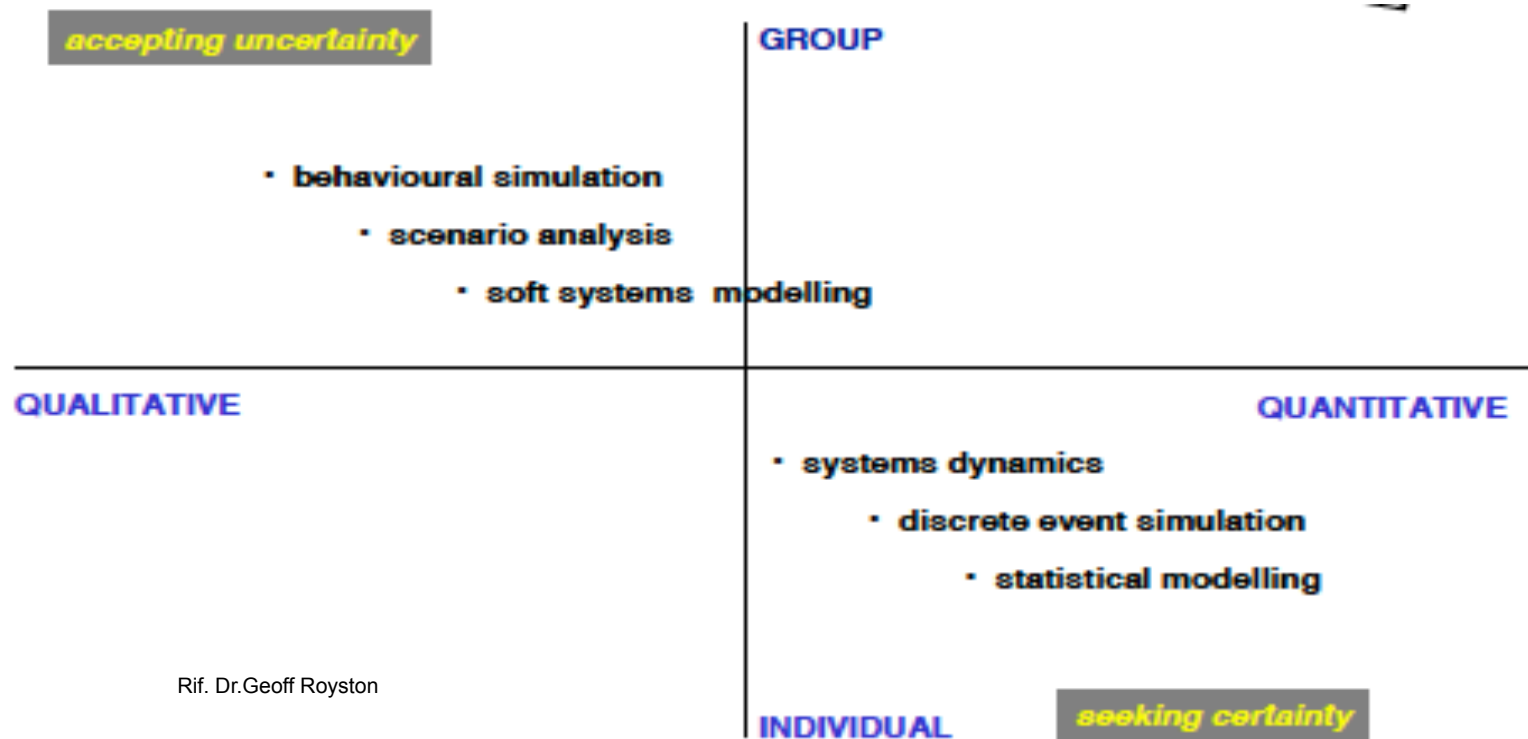 accepting uncertainty
GROUP
· behavioural simulation
· scenario analysis
· soft systems modelling
QUALITATIVE
QUANTITATIVE
· systems dynamics
· discrete event simulation
· statistical modelling
Rif. Dr.Geoff Royston
INDIVIDUAL
seeking certainty